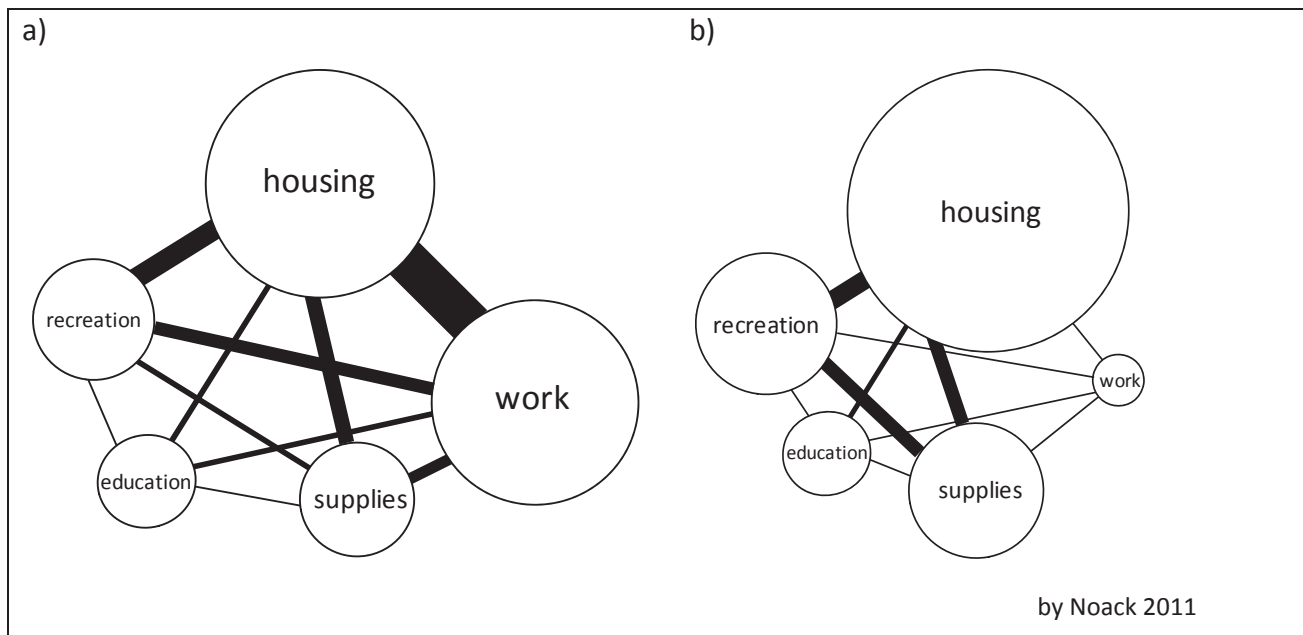 a)
housing
recreation
work
education
supplies
b)
housing
recreation
work
education
supplies
by Noack 2011